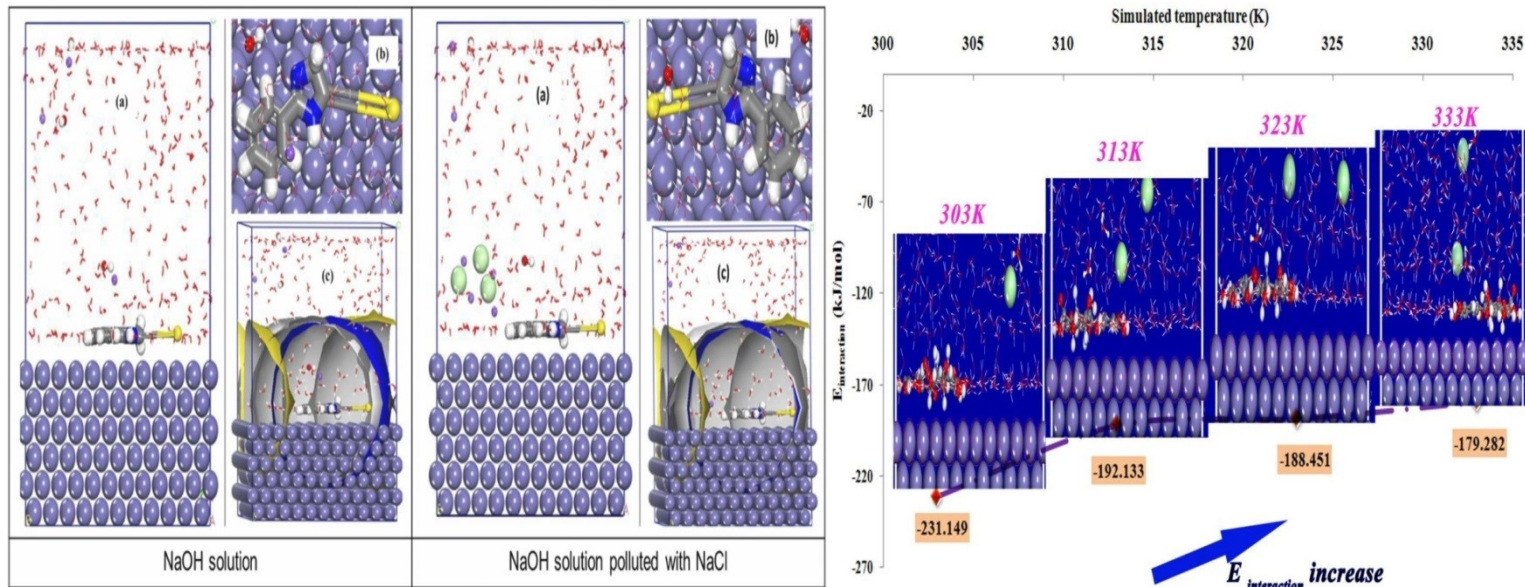 (a)
(b)
(c)
NaOH solution
(a)
(b)
(c)
NaOH solution polluted with NaCl
Simulated temperature (K)
300 305 310 315 320 325 330 335
-20
-70
-120
-170
-220
-270
E interaction (kJ/mol)
303K
313K
323K
333K
-231.149
-192.133
-188.451
-179.282
E interaction increase